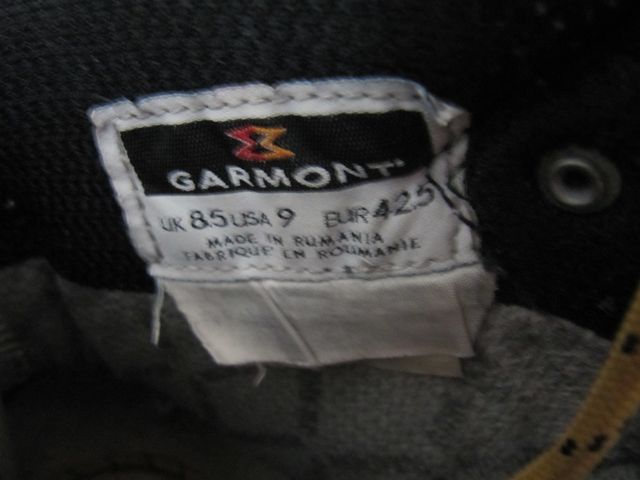 GARMONT
UK 8.5 USA 9 EUR 42.5
MADE IN RUMANIA
FABRIQUE EN ROUMANIE